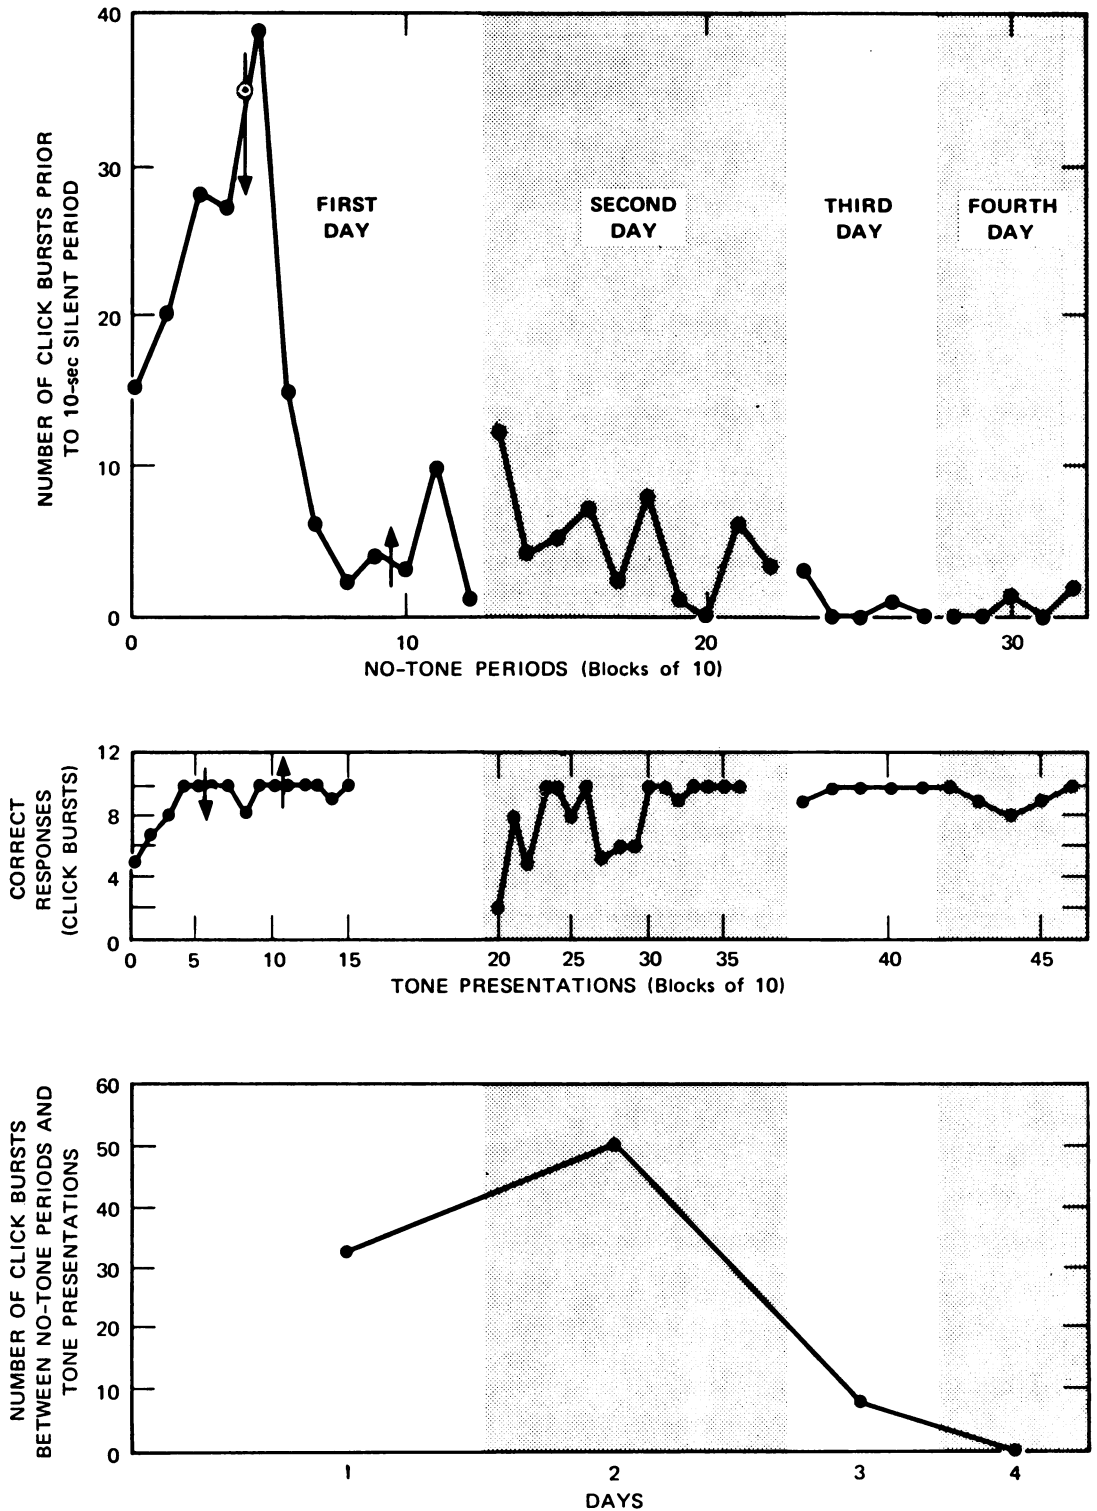 40
30
20
10
0
NUMBER OF CLICK BURSTS PRIOR
TO 10-sec SILENT PERIOD
FIRST
DAY
SECOND
DAY
THIRD
DAY
FOURTH
DAY
0 10 20 30
NO-TONE PERIODS (Blocks of 10)
12
8
4
0
CORRECT
RESPONSES
(CLICK BURSTS)
0 5 10 15 20 25 30 35 40 45
TONE PRESENTATIONS (Blocks of 10)
60
50
40
30
20
10
0
NUMBER OF CLICK BURSTS
BETWEEN NO-TONE PERIODS AND
TONE PRESENTATIONS
1 2 3 4
DAYS